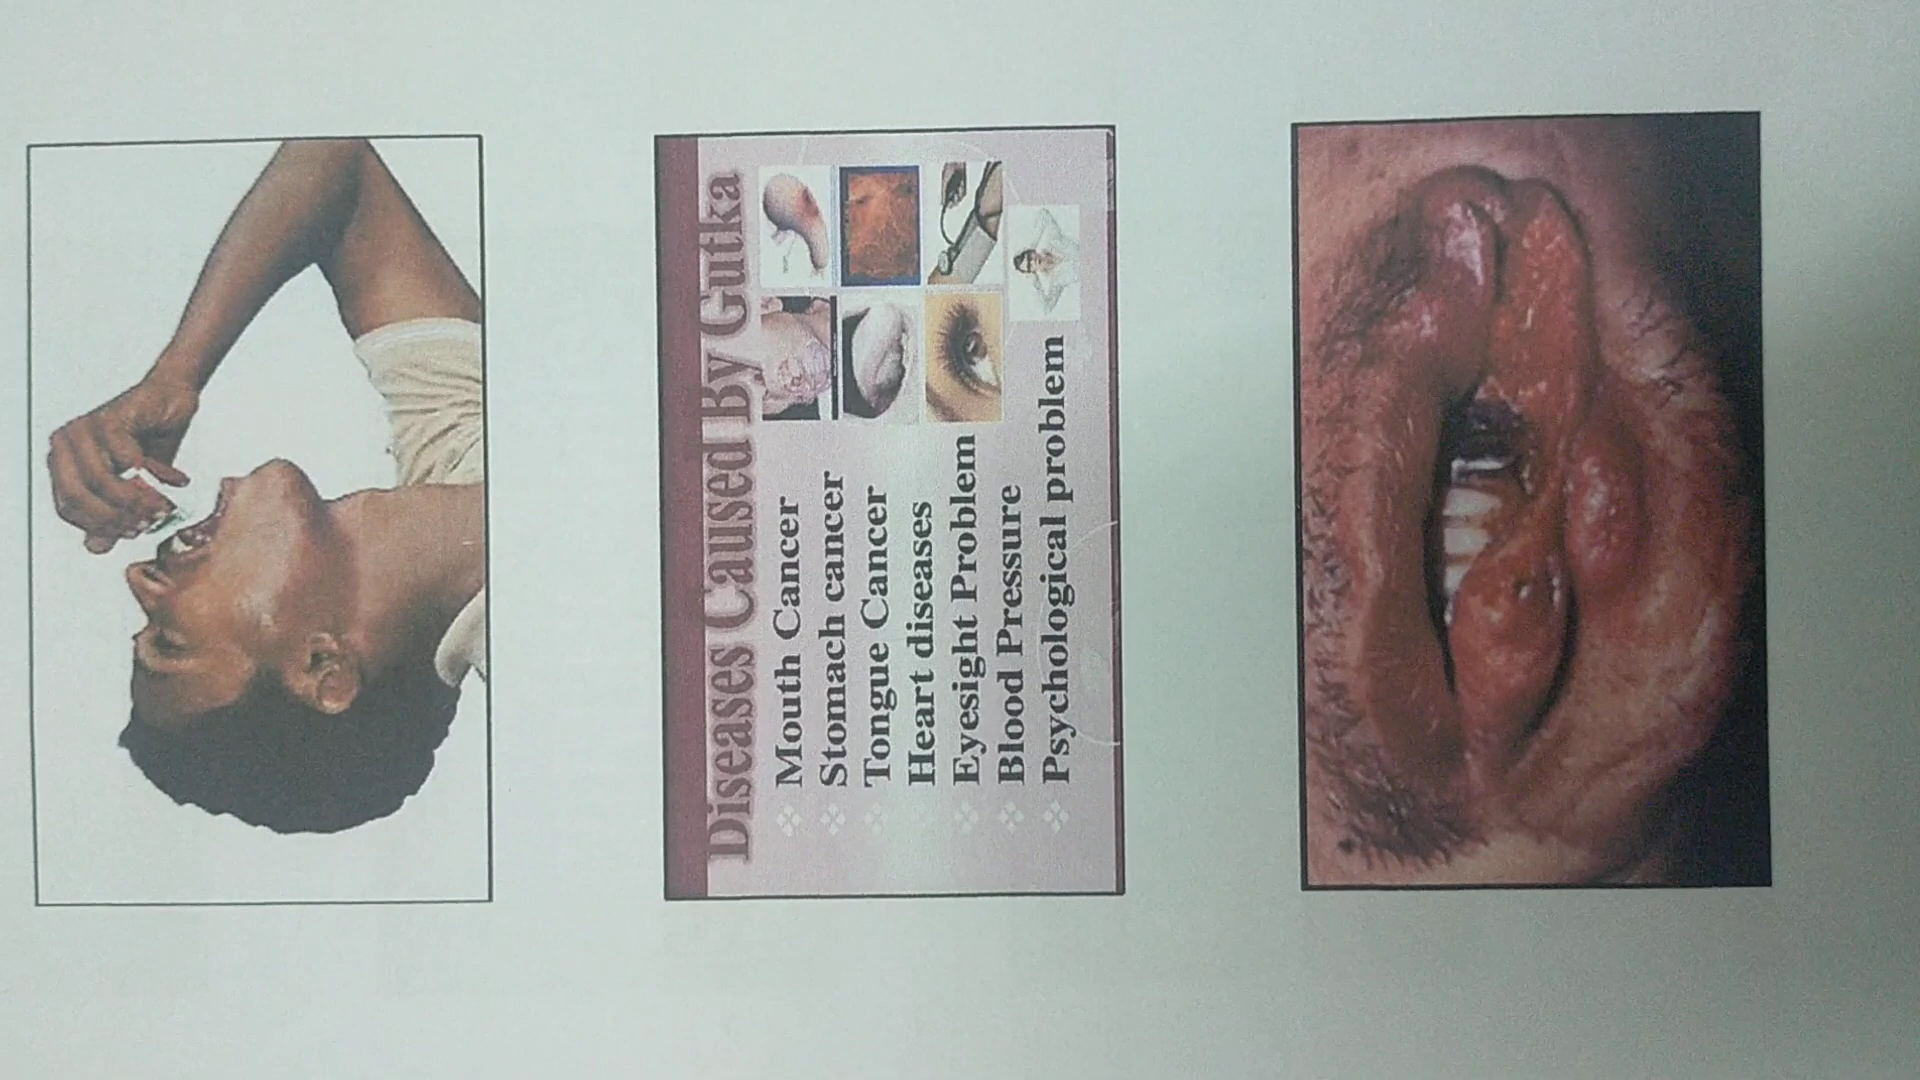 Diseases Caused By Gutka
Mouth Cancer
Stomach cancer
Tongue Cancer
Heart diseases
Eyesight Problem
Blood Pressure
Psychological problem